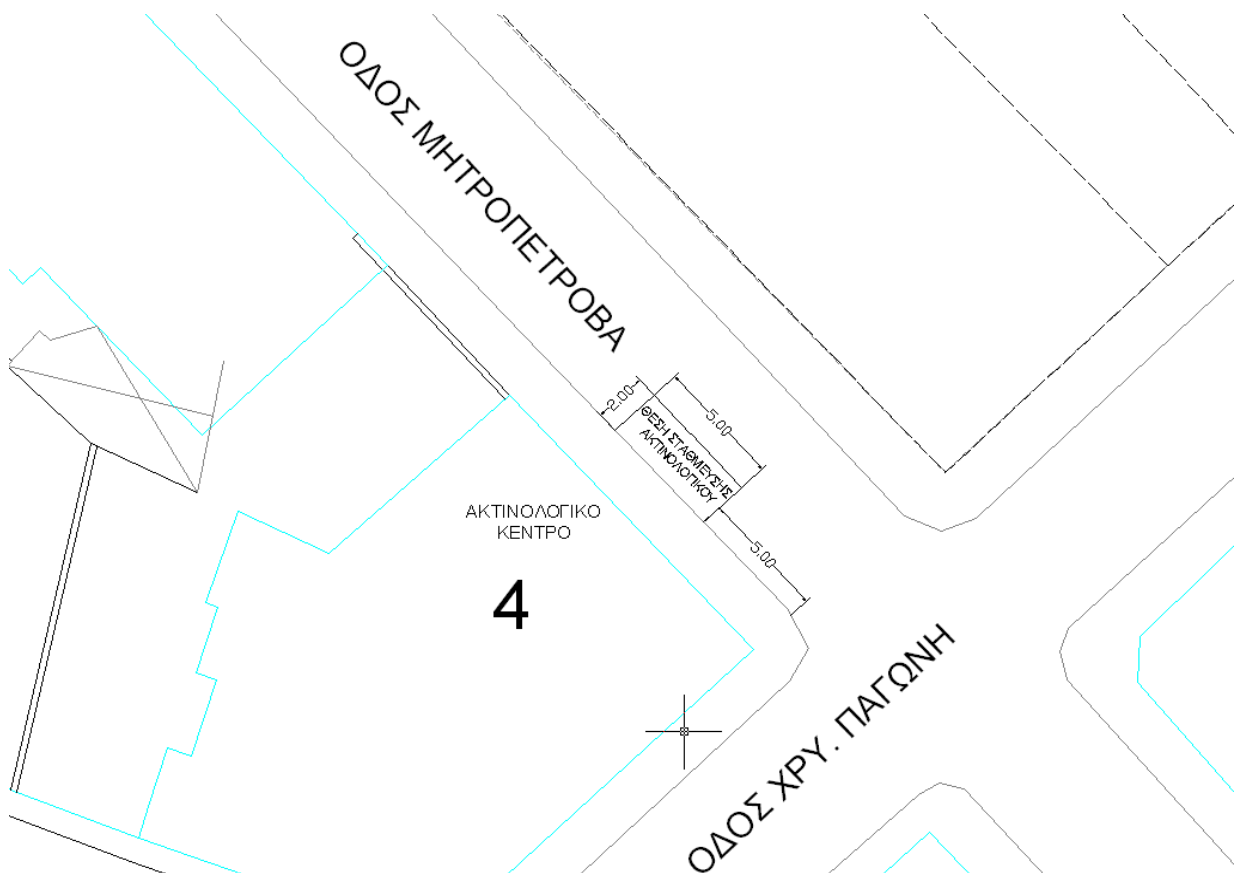 ΟΔΟΣ ΜΗΤΡΟΠΕΤΡΟΒΑ
2.00
5.00
ΘΕΣΗ ΣΤΑΘΜΕΥΣΗΣ
ΑΚΤΙΝΟΛΟΓΙΚΟΥ
5.00
ΑΚΤΙΝΟΛΟΓΙΚΟ
ΚΕΝΤΡΟ
4
ΟΔΟΣ ΧΡΥ. ΠΑΓΩΝΗ